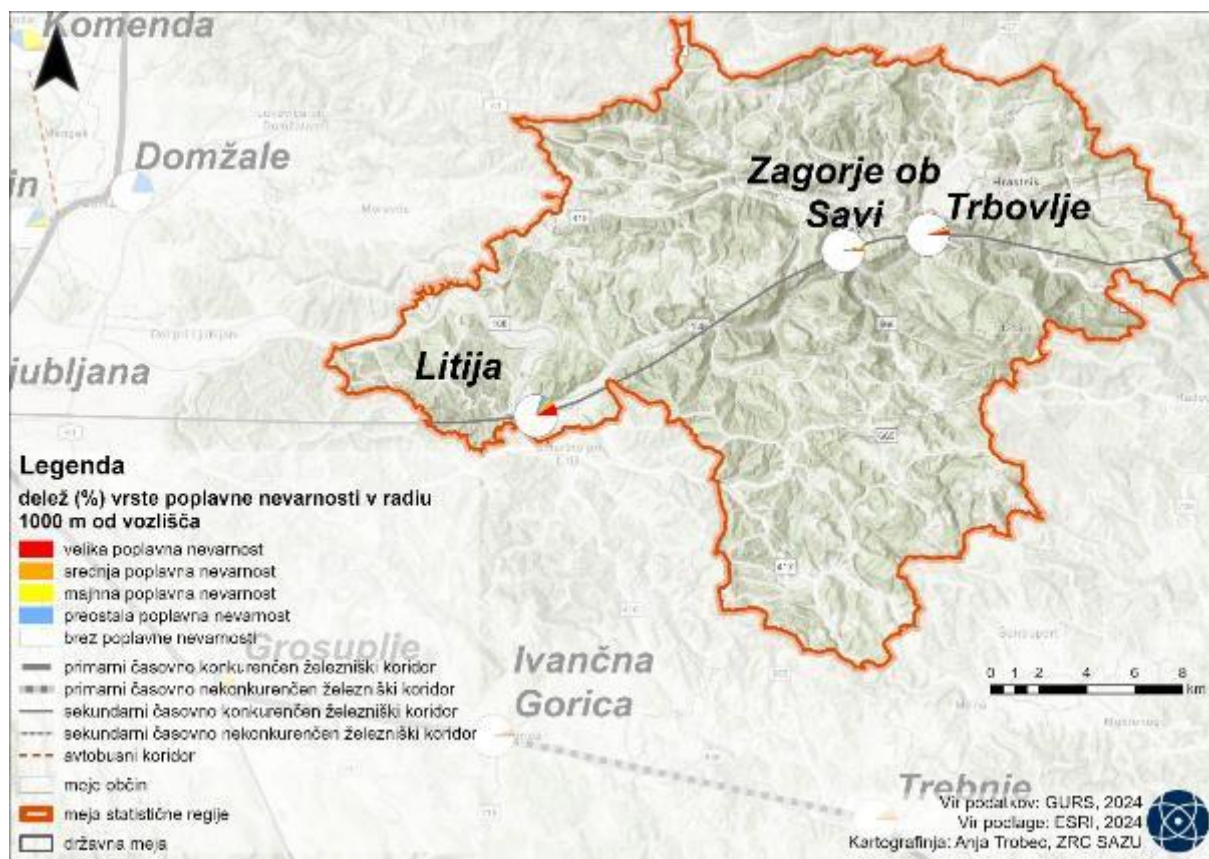 Komenda
Domžale
Moravče
Zagorje ob
Savi
Trbovlje
Hrastnik
Litija
jubljana
Grosuplje
Ivančna
Gorica
Trebnje
Legenda
delež (%) vrste poplavne nevarnosti v radiu
1000 m od vozlišča
velika poplavna nevarnost
srednja poplavna nevarnost
majhna poplavna nevarnost
preostala poplavna nevarnost
brez poplavne nevarnosti
primarni časovno konkurenčen železniški koridor
primarni časovno nekonkurenčen železniški koridor
sekundarni časovno konkurenčen železniški koridor
sekundarni časovno nekonkurenčen železniški koridor
avtobusni koridor
meje občin
meja statistične regije
državna meja
0 1 2 4 6 8
km
Vir podatkov: GURS, 2024
Vir podlage: ESRI, 2024
Kartografinja: Anja Trobec, ZRC SAZU